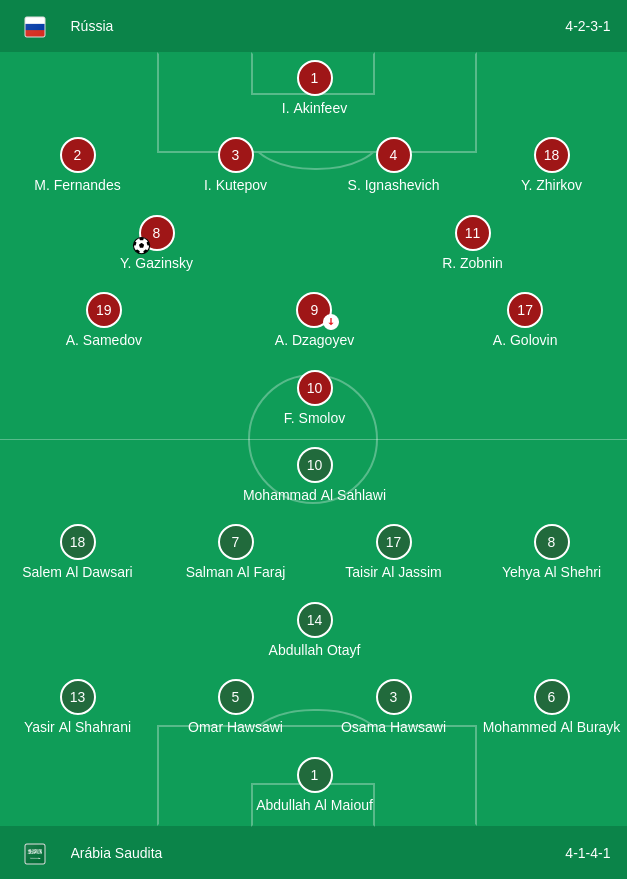 Rússia 4-2-3-1
1
I. Akinfeev
2 3 4 18
M. Fernandes I. Kutepov S. Ignashevich Y. Zhirkov
8 11
Y. Gazinsky R. Zobnin
19 9 17
A. Samedov A. Dzagoyev A. Golovin
10
F. Smolov
10
Mohammad Al Sahlawi
18 7 17 8
Salem Al Dawsari Salman Al Faraj Taisir Al Jassim Yehya Al Shehri
14
Abdullah Otayf
13 5 3 6
Yasir Al Shahrani Omar Hawsawi Osama Hawsawi Mohammed Al Burayk
1
Abdullah Al Maiouf
Arábia Saudita 4-1-4-1